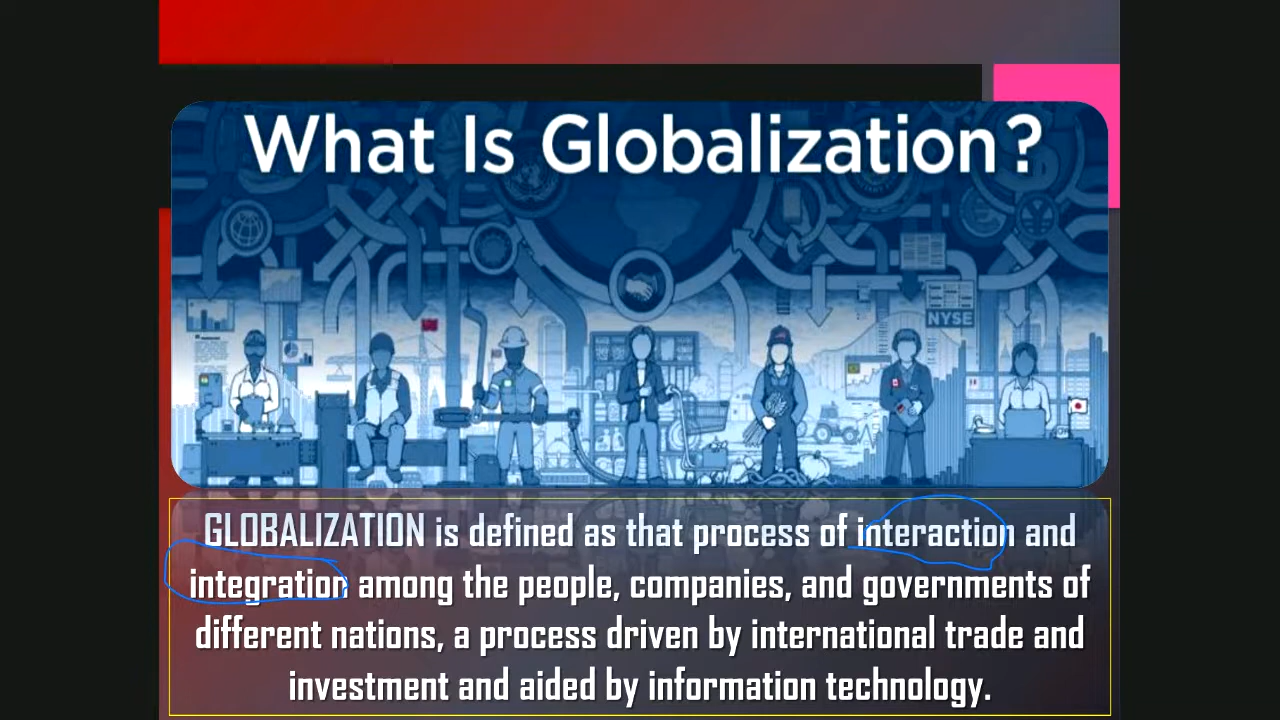 What Is Globalization?
NYSE
GLOBALIZATION is defined as that process of interaction and
integration among the people, companies, and governments of
different nations, a process driven by international trade and
investment and aided by information technology.